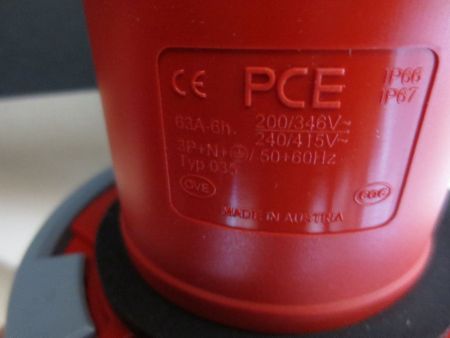 CE PCE IP66
IP67
63A-6h. 200/346V~
240/415V~
3P+N+⏚/ 50+60Hz
Typ 035
ÖVE CQC
MADE IN AUSTRIA